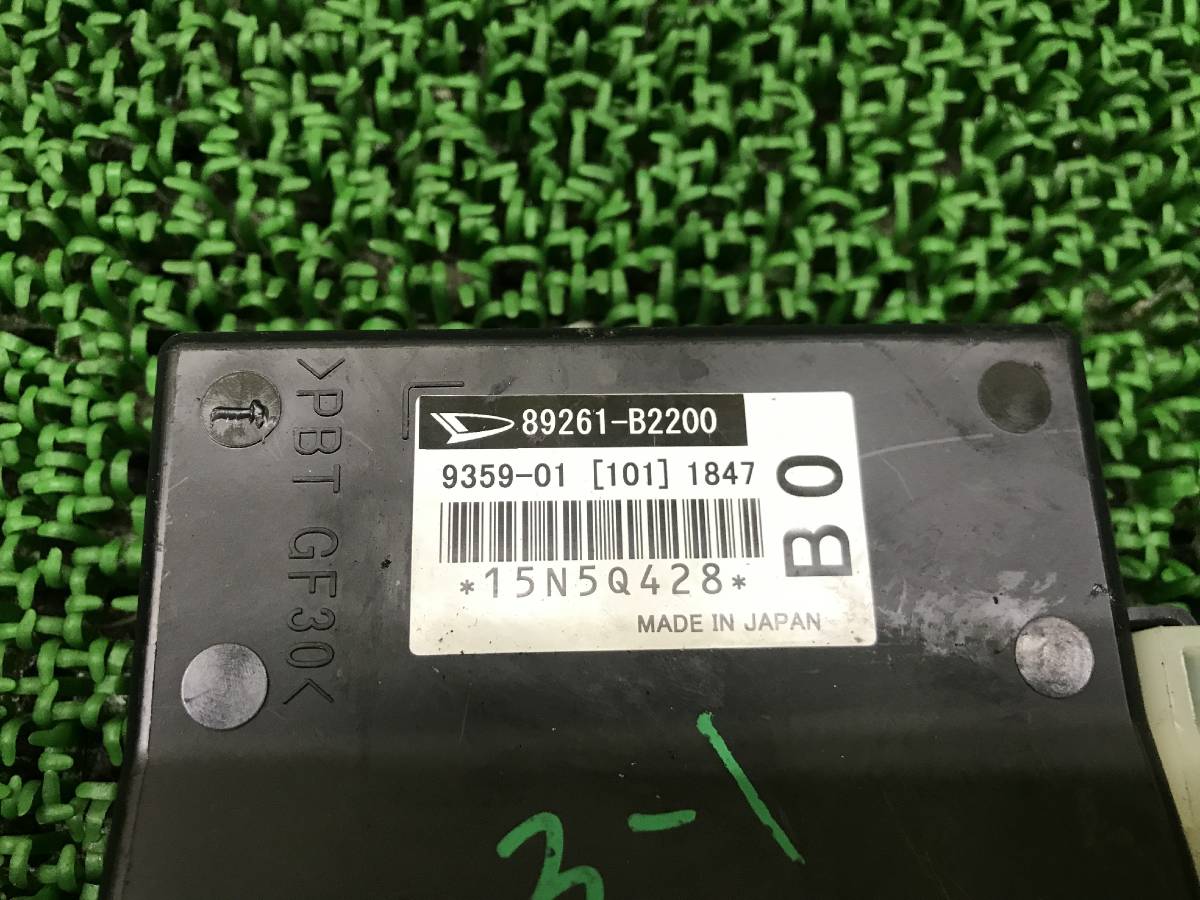 >PBT GF30<
89261-B2200
9359-01 [101] 1847
*15N5Q428*
B0
MADE IN JAPAN
3-1